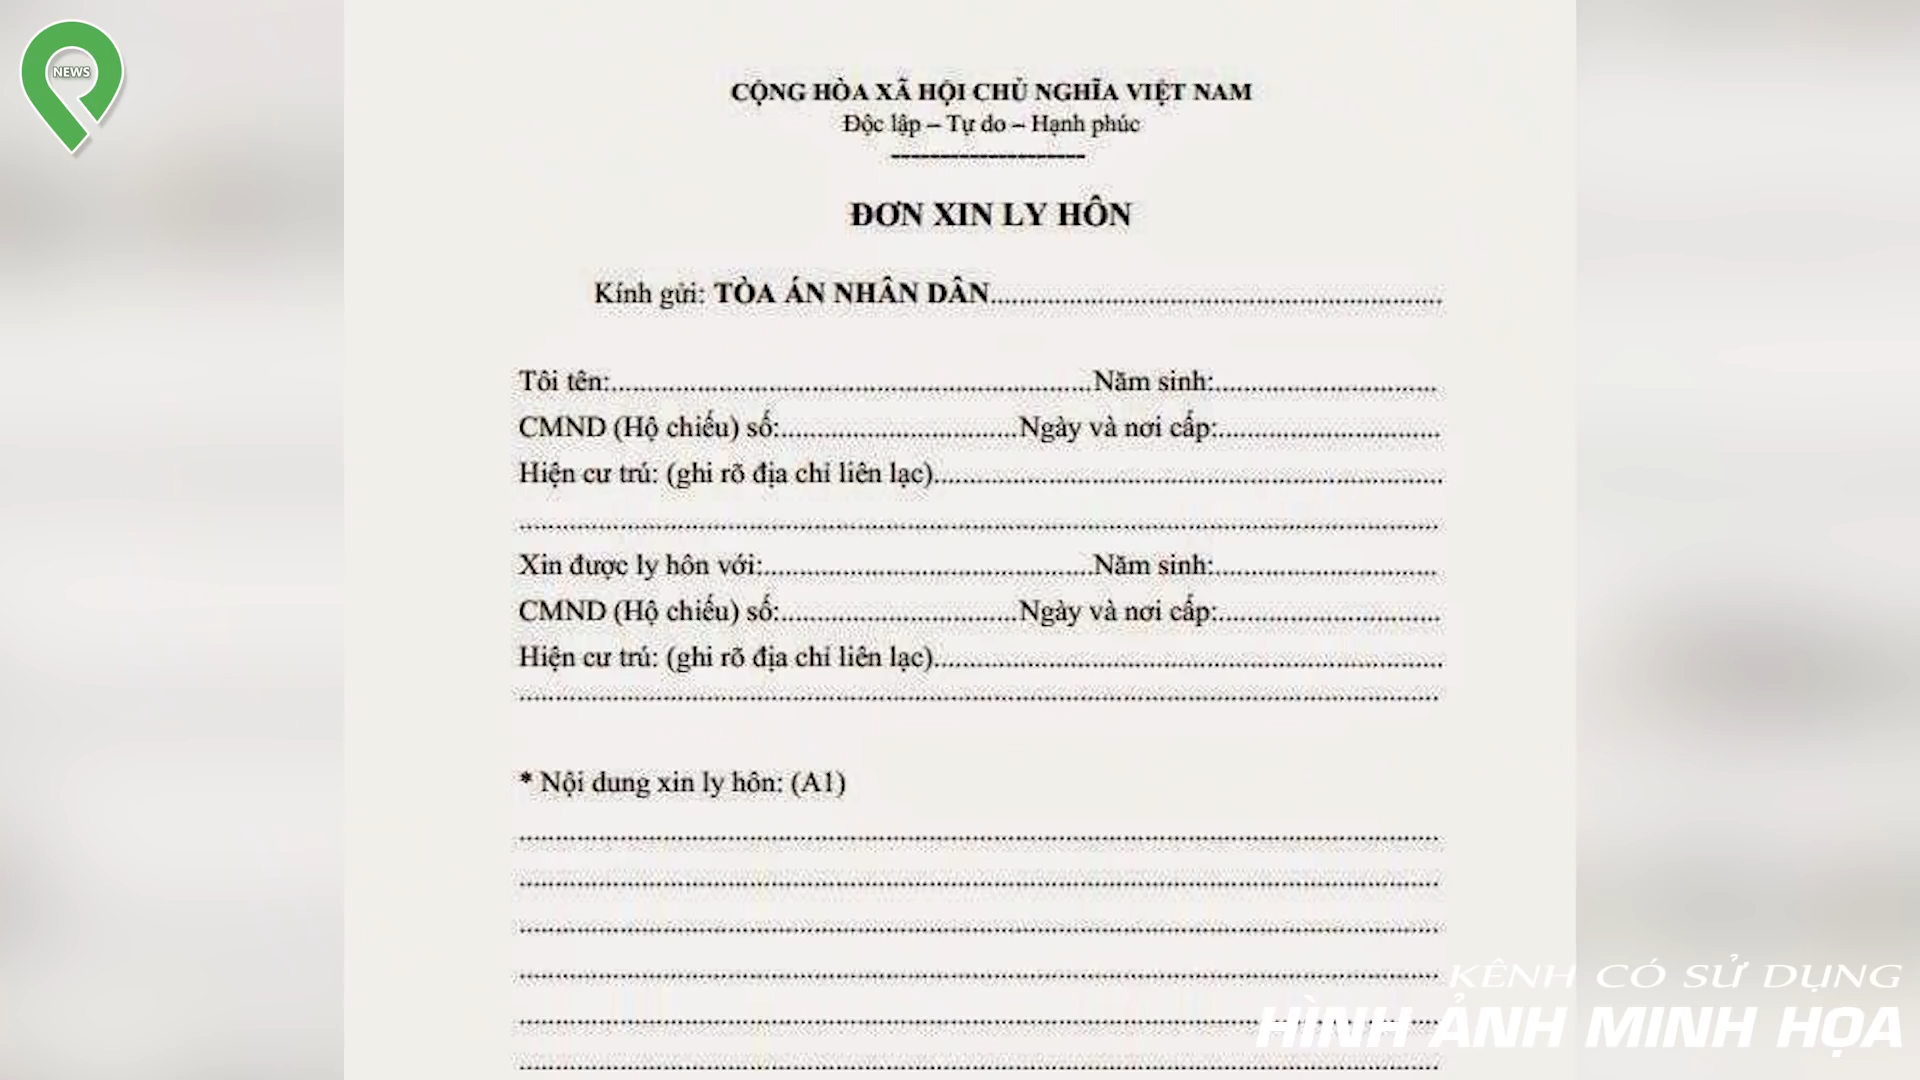 NEWS
CỘNG HÒA XÃ HỘI CHỦ NGHĨA VIỆT NAM
Độc lập – Tự do – Hạnh phúc
--------------------
ĐƠN XIN LY HÔN
Kính gửi: TÒA ÁN NHÂN DÂN...............................................................
Tôi tên:...................................................................Năm sinh:...............................
CMND (Hộ chiếu) số:.................................Ngày và nơi cấp:...............................
Hiện cư trú: (ghi rõ địa chỉ liên lạc).......................................................................
.................................................................................................................................
Xin được ly hôn với:..............................................Năm sinh:...............................
CMND (Hộ chiếu) số:.................................Ngày và nơi cấp:...............................
Hiện cư trú: (ghi rõ địa chỉ liên lạc).......................................................................
.................................................................................................................................
* Nội dung xin ly hôn: (A1)
.................................................................................................................................
.................................................................................................................................
.................................................................................................................................
.................................................................................................................................
.................................................................................................................................
.................................................................................................................................
KÊNH CÓ SỬ DỤNG
HÌNH ẢNH MINH HỌA